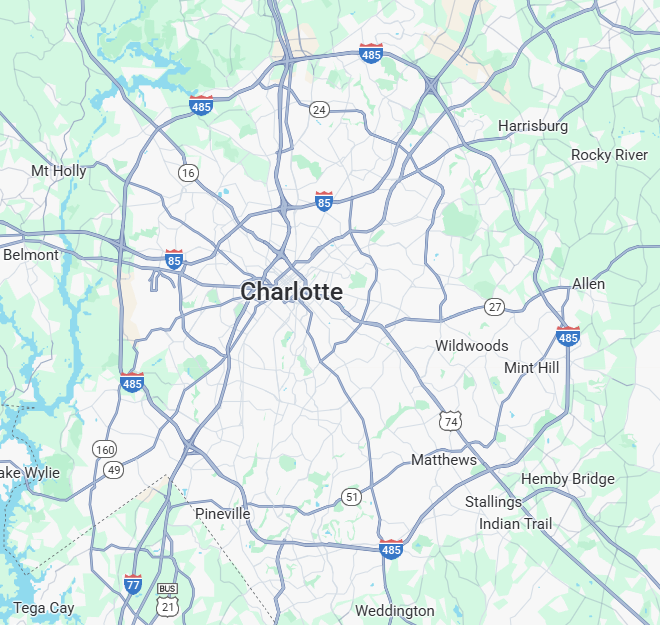 485
485
24
Harrisburg
Rocky River
Mt Holly
16
85
Belmont
85
Allen
Charlotte
27
485
Wildwoods
Mint Hill
485
74
160
49
ake Wylie
Matthews
Hemby Bridge
51
Stallings
Pineville
Indian Trail
485
77
BUS
21
Tega Cay
Weddington